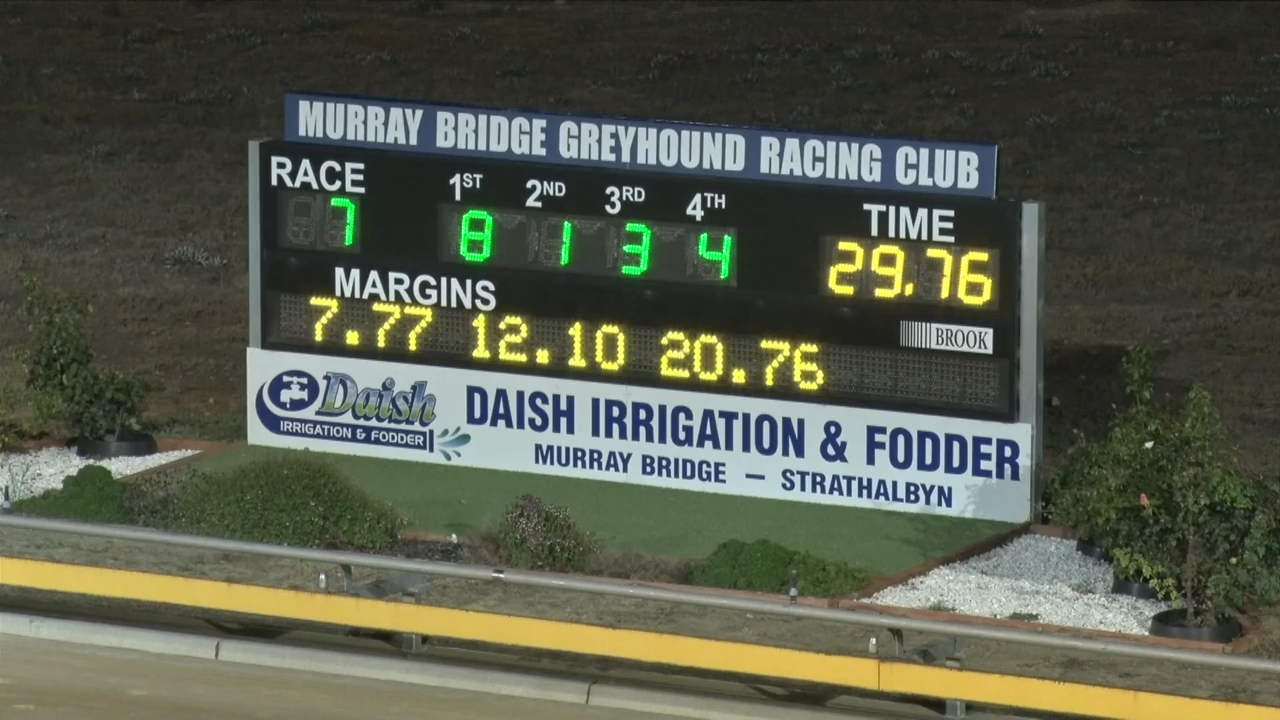 MURRAY BRIDGE GREYHOUND RACING CLUB
RACE 1ST 2ND 3RD 4TH TIME
7 8 1 3 4 29.76
MARGINS
7.77 12.10 20.76
BROOK
Daish
IRRIGATION & FODDER
DAISH IRRIGATION & FODDER
MURRAY BRIDGE — STRATHALBYN